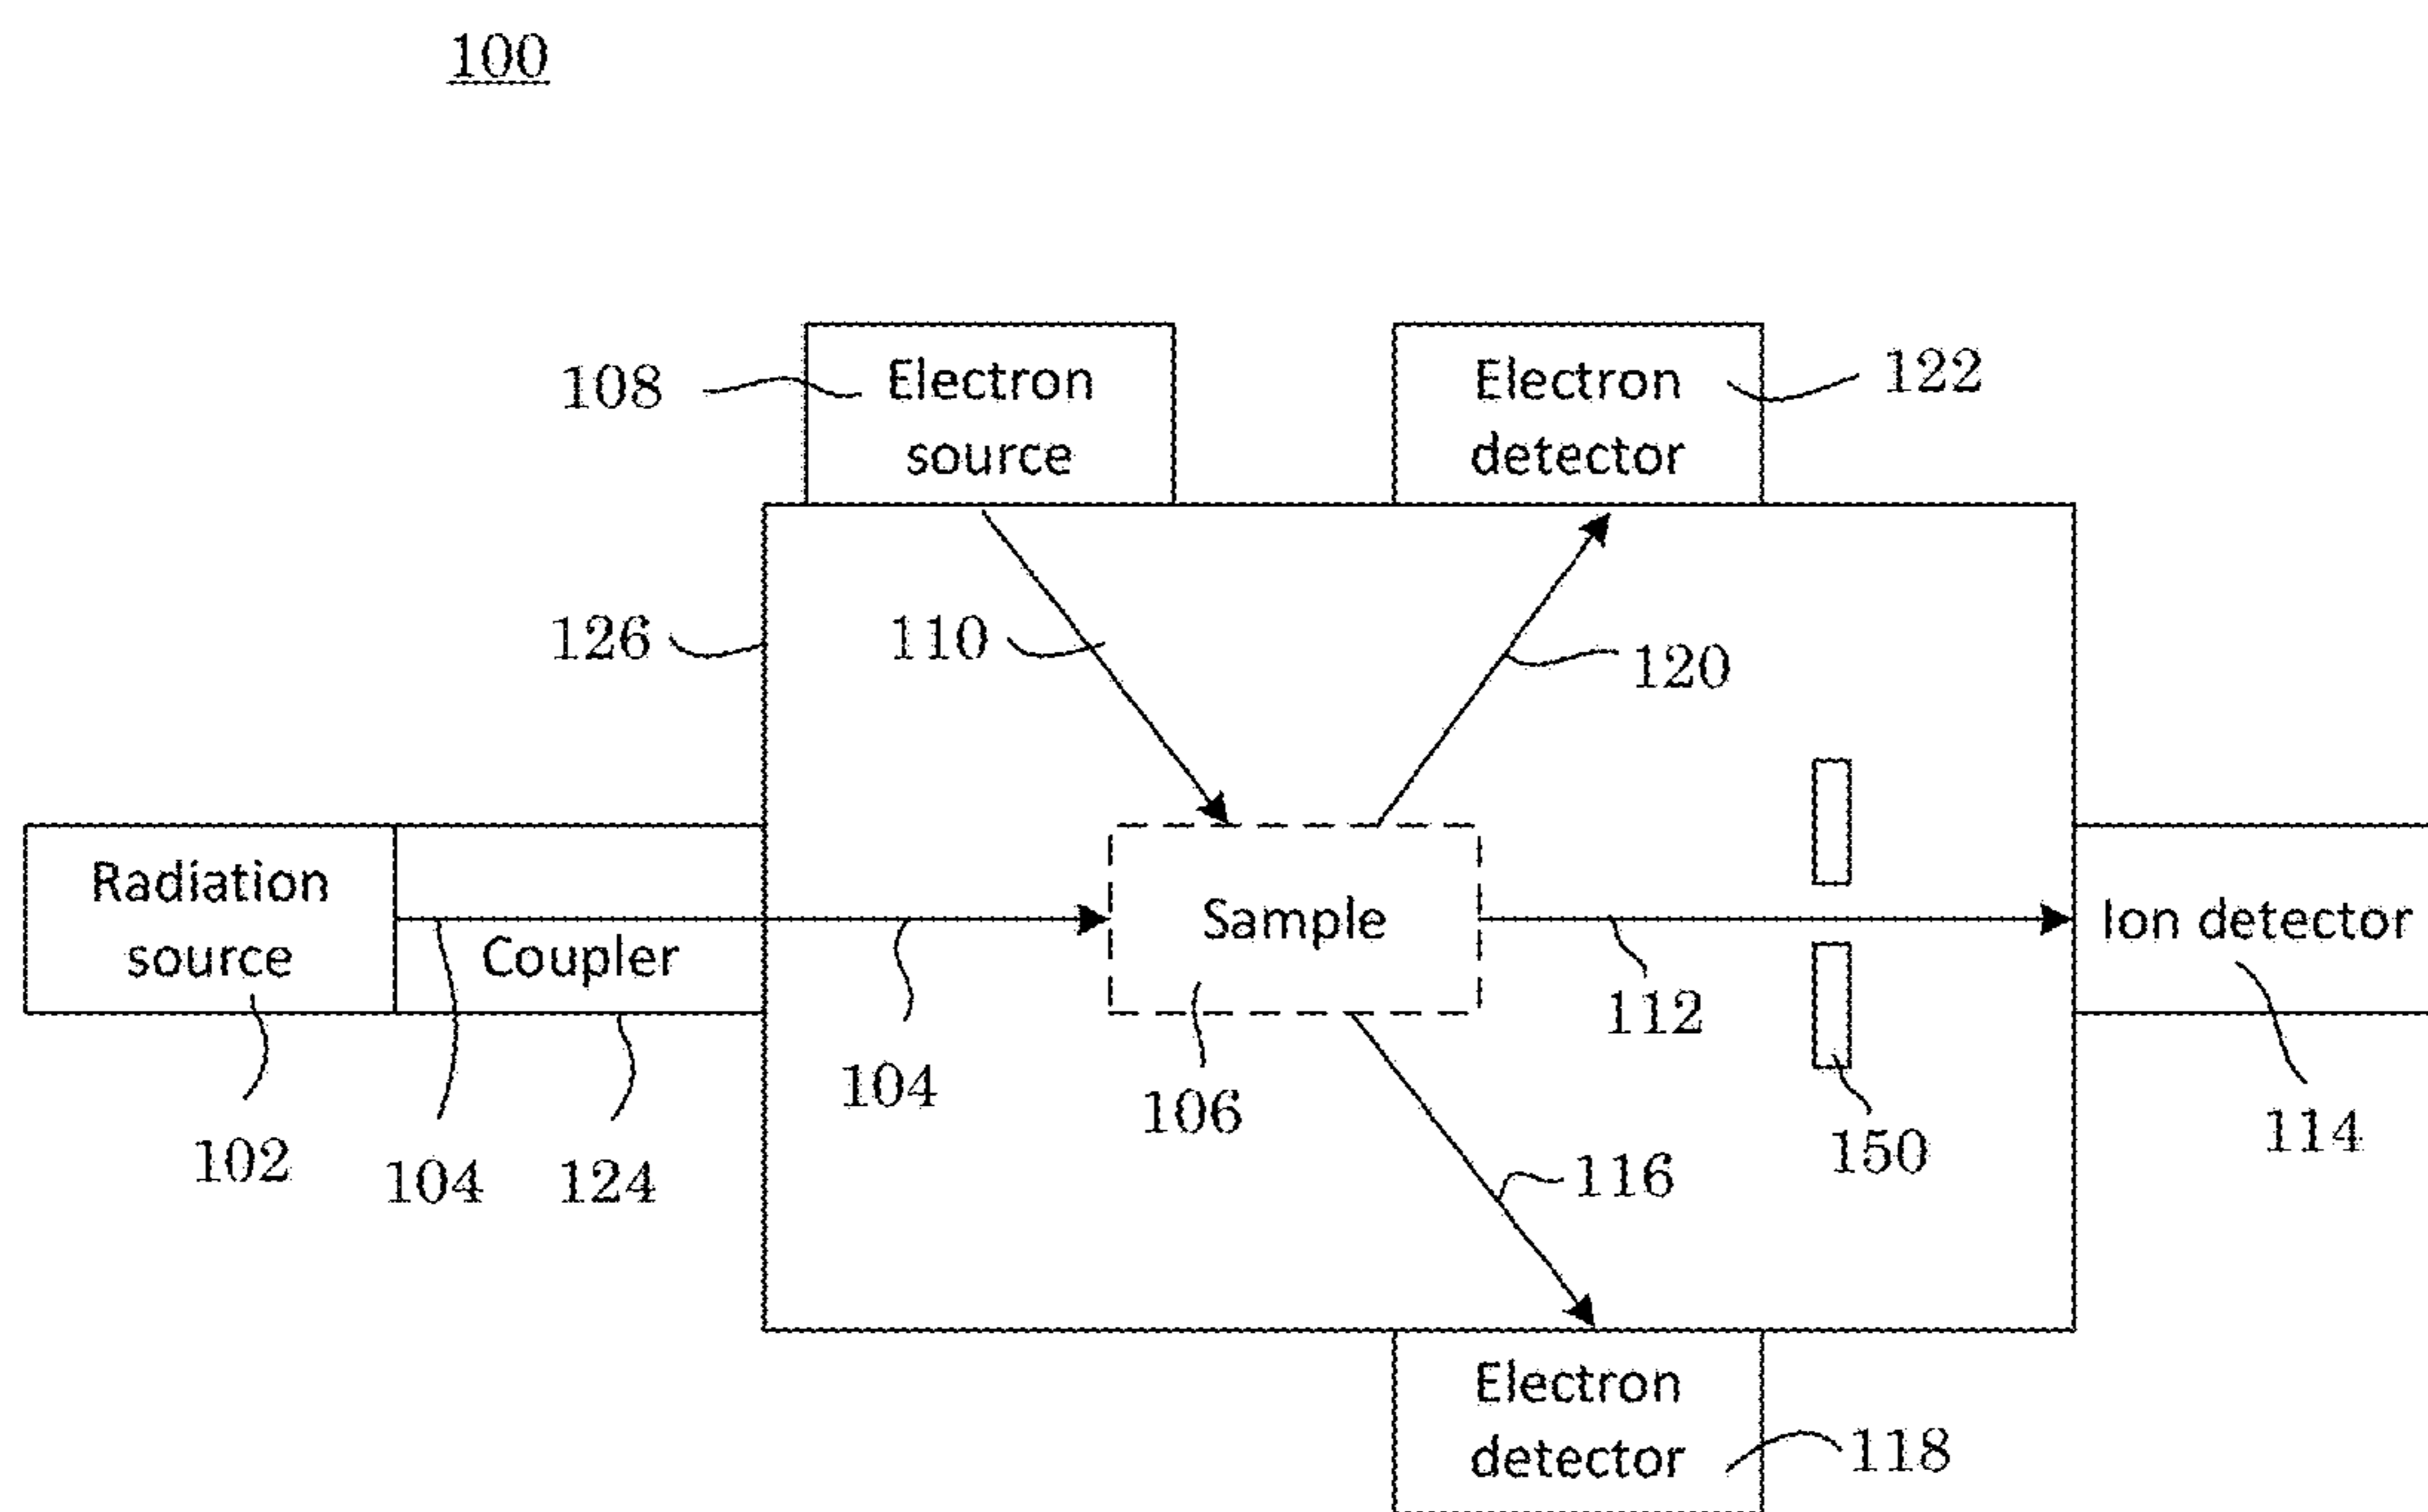 100
108
Electron
source
Electron
detector
122
126
110
120
Radiation
source
Coupler
Sample
Ion detector
112
104
106
102
104
124
150
114
116
Electron
detector
118